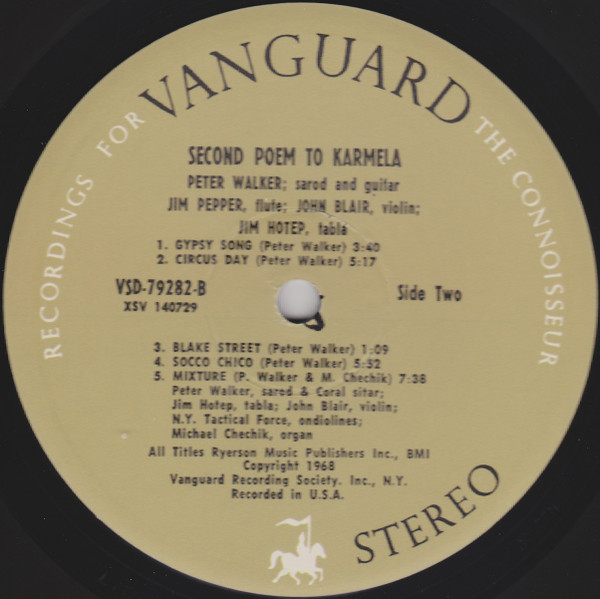 RECORDINGS FOR VANGUARD THE CONNOISSEUR
SECOND POEM TO KARMELA
PETER WALKER; sarod and guitar
JIM PEPPER, flute; JOHN BLAIR, violin;
JIM HOTEP, tabla
1. GYPSY SONG (Peter Walker) 3:40
2. CIRCUS DAY (Peter Walker) 5:17
VSD-79282-B
XSV 140729
Side Two
3. BLAKE STREET (Peter Walker) 1:09
4. SOCCO CHICO (Peter Walker) 5:52
5. MIXTURE (P. Walker & M. Chechik) 7:38
Peter Walker, sarod & Coral sitar;
Jim Hotep, tabla; John Blair, violin;
N.Y. Tactical Force, ondiolines;
Michael Chechik, organ
All Titles Ryerson Music Publishers Inc., BMI
Copyright 1968
Vanguard Recording Society. Inc., N.Y.
Recorded in U.S.A.
STEREO